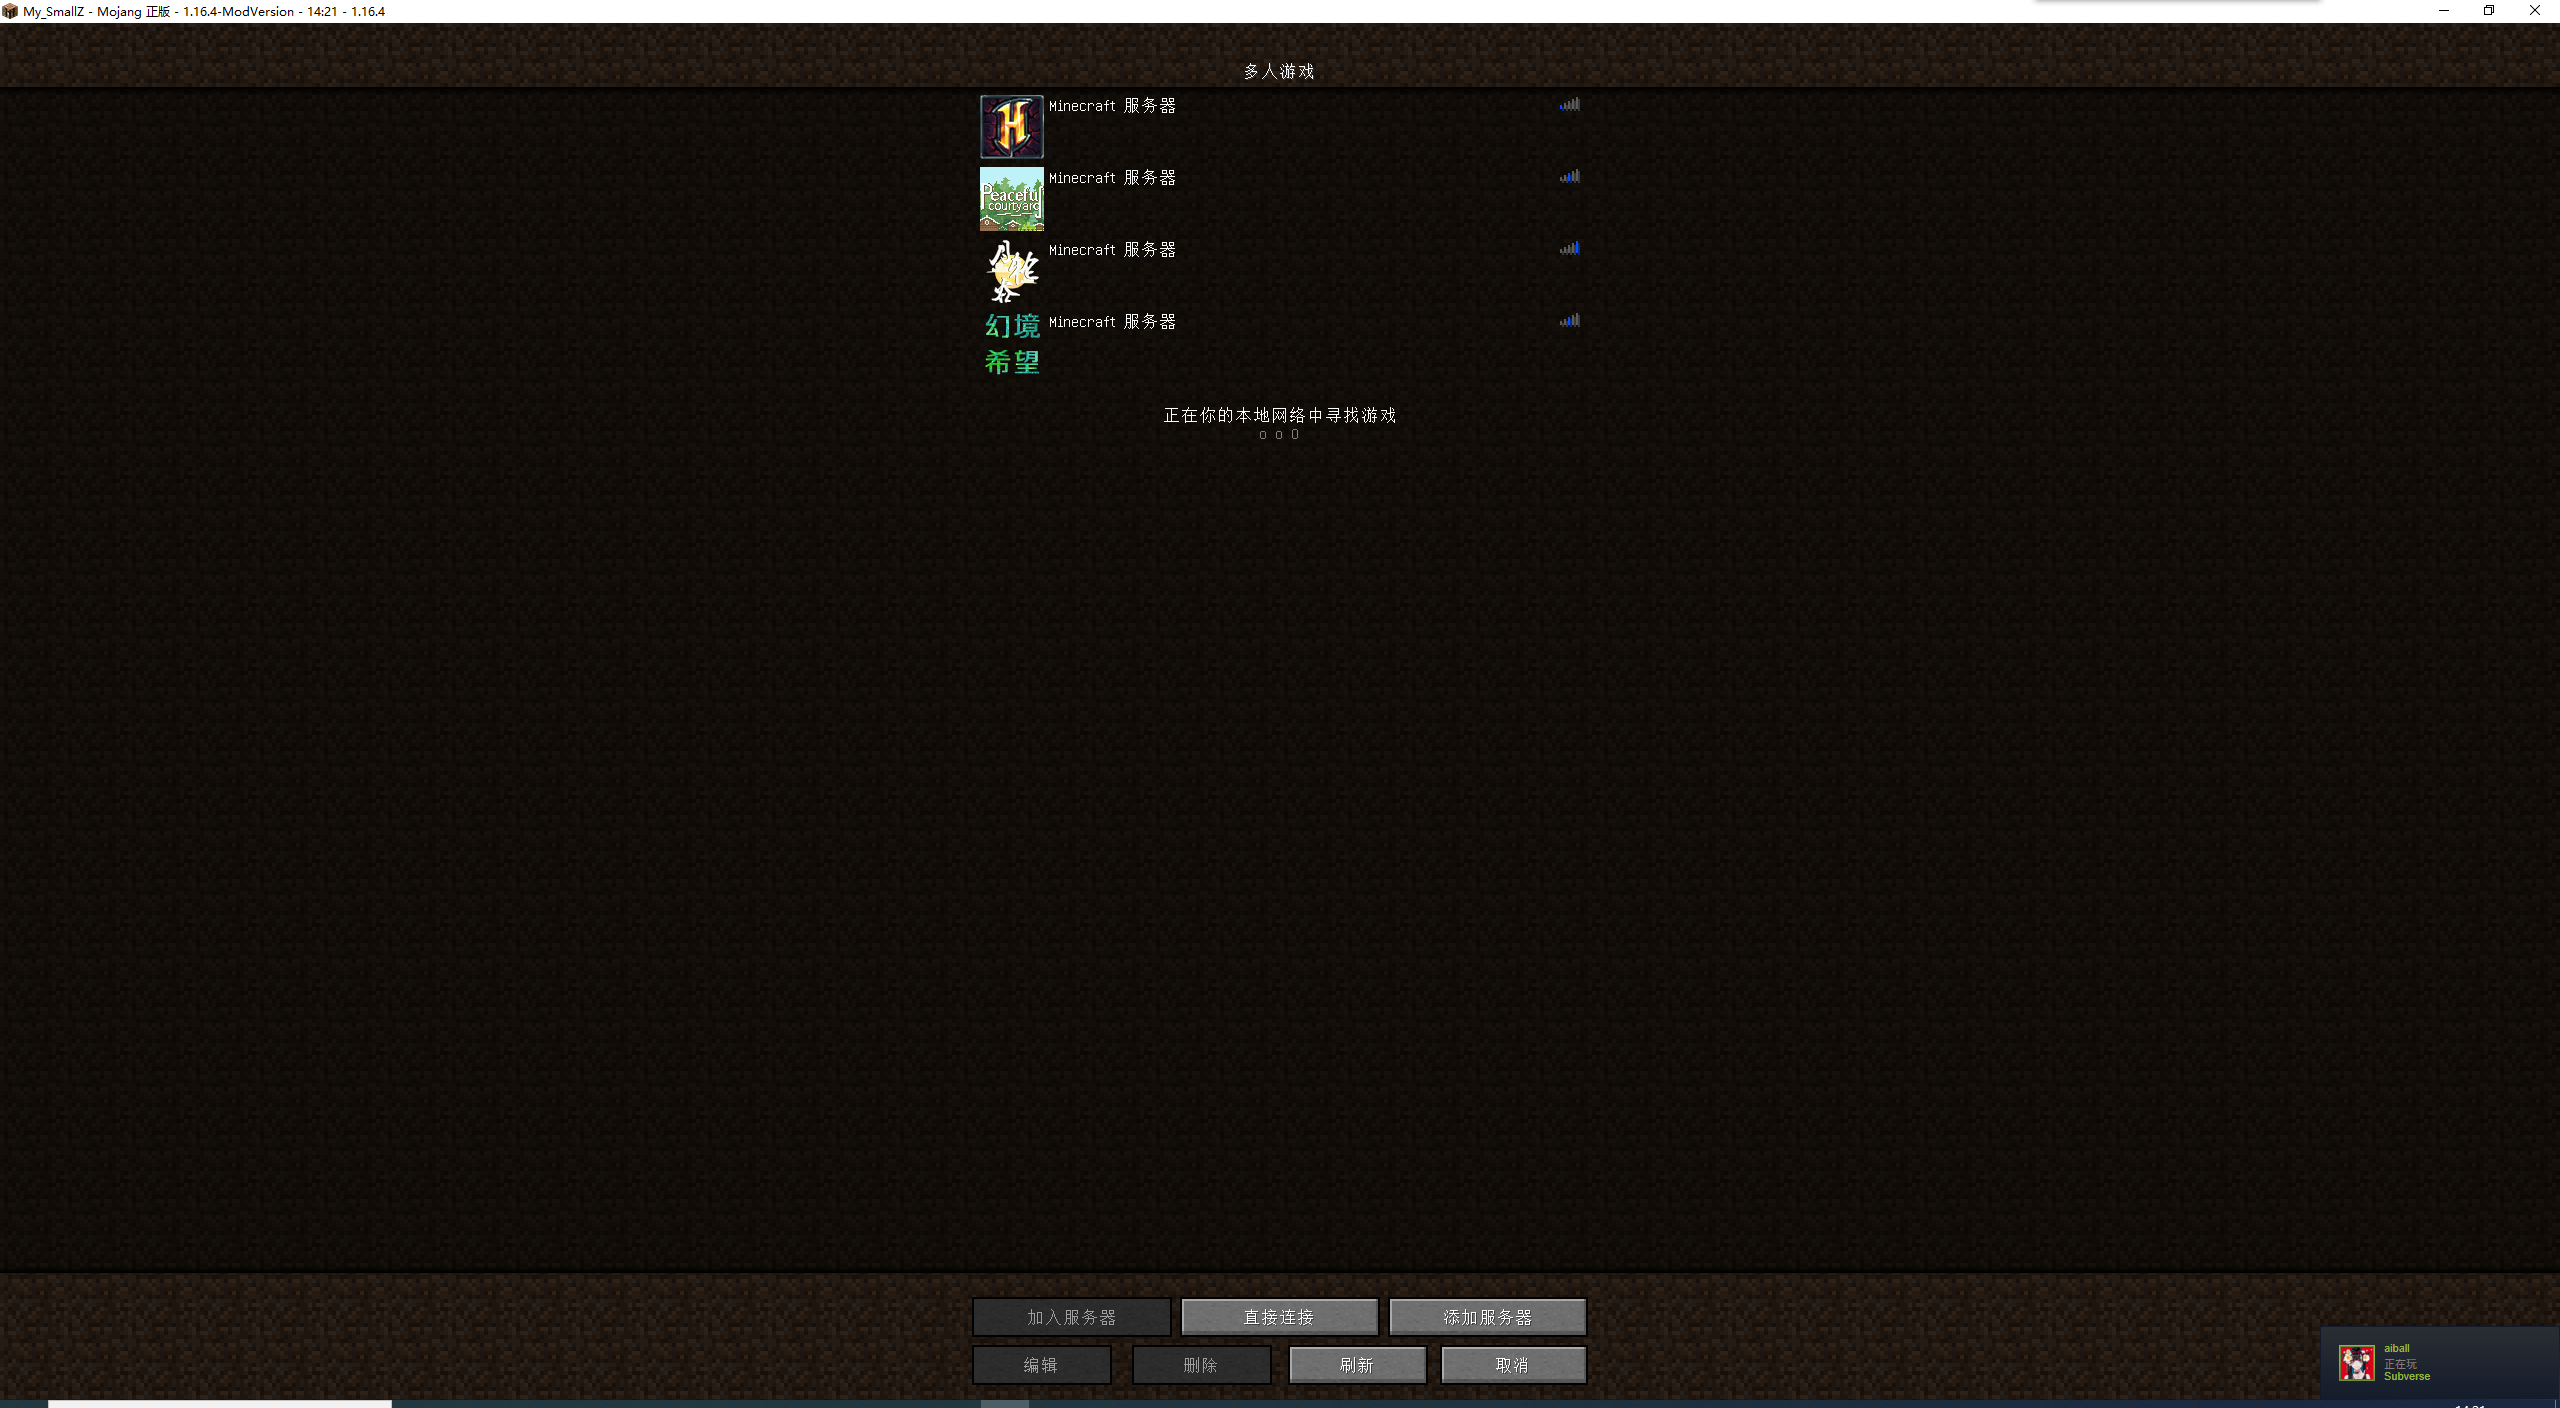 My_SmallZ - Mojang 正版 - 1.16.4-ModVersion - 14:21 - 1.16.4
多人游戏
H
Minecraft 服务器
Peaceful
courtyard
Minecraft 服务器
Minecraft 服务器
幻境
希望
Minecraft 服务器
正在你的本地网络中寻找游戏
o o O
加入服务器
直接连接
添加服务器
编辑
删除
刷新
取消
aiball
正在玩
Subverse